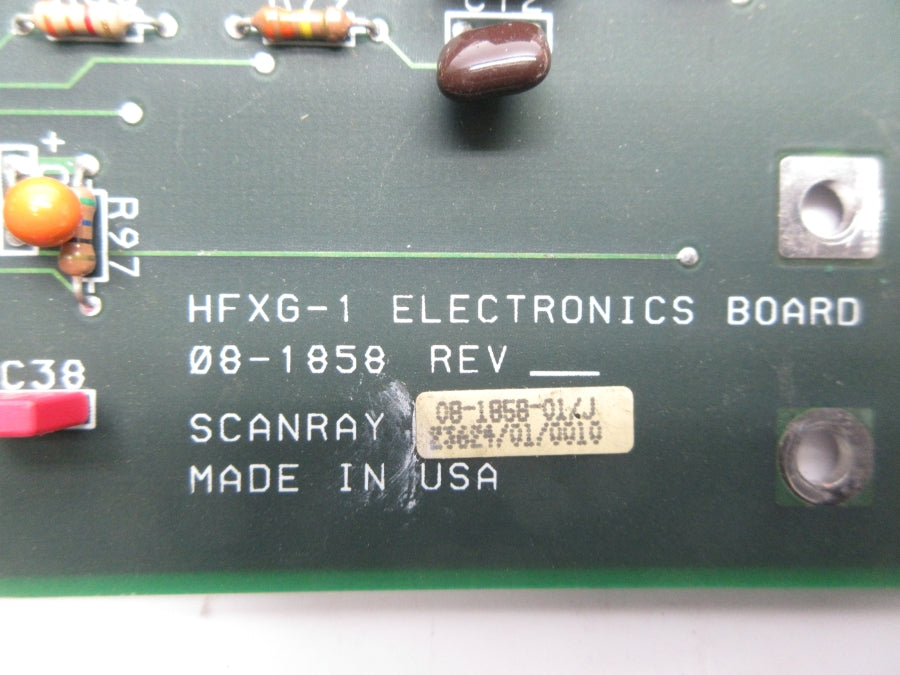 C12
+
R97
HFXG-1 ELECTRONICS BOARD
Ø8-1858 REV ___
C38
SCANRAY
08-1858-01/J
E3624/01/0010
MADE IN USA